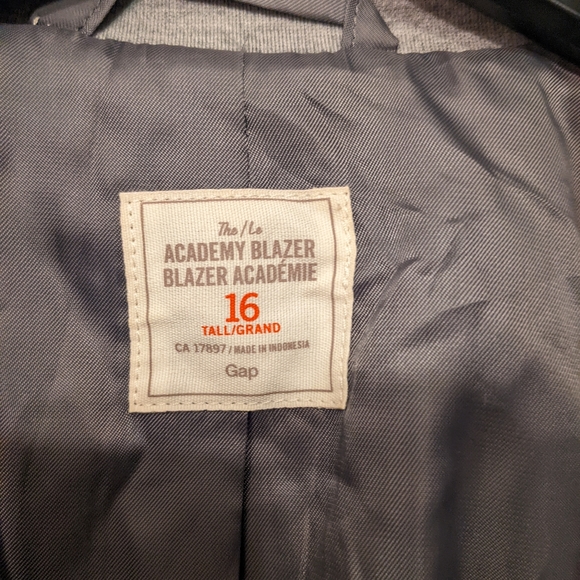 The/Le
ACADEMY BLAZER
BLAZER ACADÉMIE
16
TALL/GRAND
CA 17897/MADE IN INDONESIA
Gap